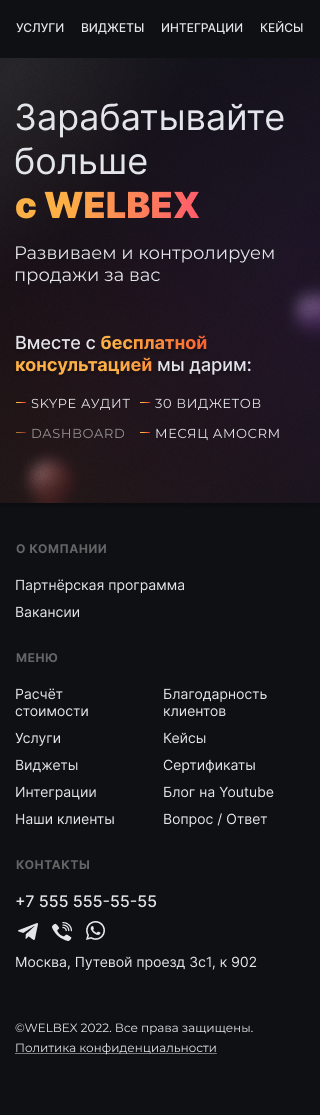 УСЛУГИ ВИДЖЕТЫ ИНТЕГРАЦИИ КЕЙСЫ
Зарабатывайте
больше
с WELBEX
Развиваем и контролируем
продажи за вас
Вместе с бесплатной
консультацией мы дарим:
SKYPE АУДИТ 30 ВИДЖЕТОВ
DASHBOARD МЕСЯЦ AMOCRM
О КОМПАНИИ
Партнёрская программа
Вакансии
МЕНЮ
Расчёт
стоимости
Услуги
Виджеты
Интеграции
Наши клиенты
Благодарность
клиентов
Кейсы
Сертификаты
Блог на Youtube
Вопрос / Ответ
КОНТАКТЫ
+7 555 555-55-55
Москва, Путевой проезд 3с1, к 902
©WELBEX 2022. Все права защищены.
Политика конфиденциальности